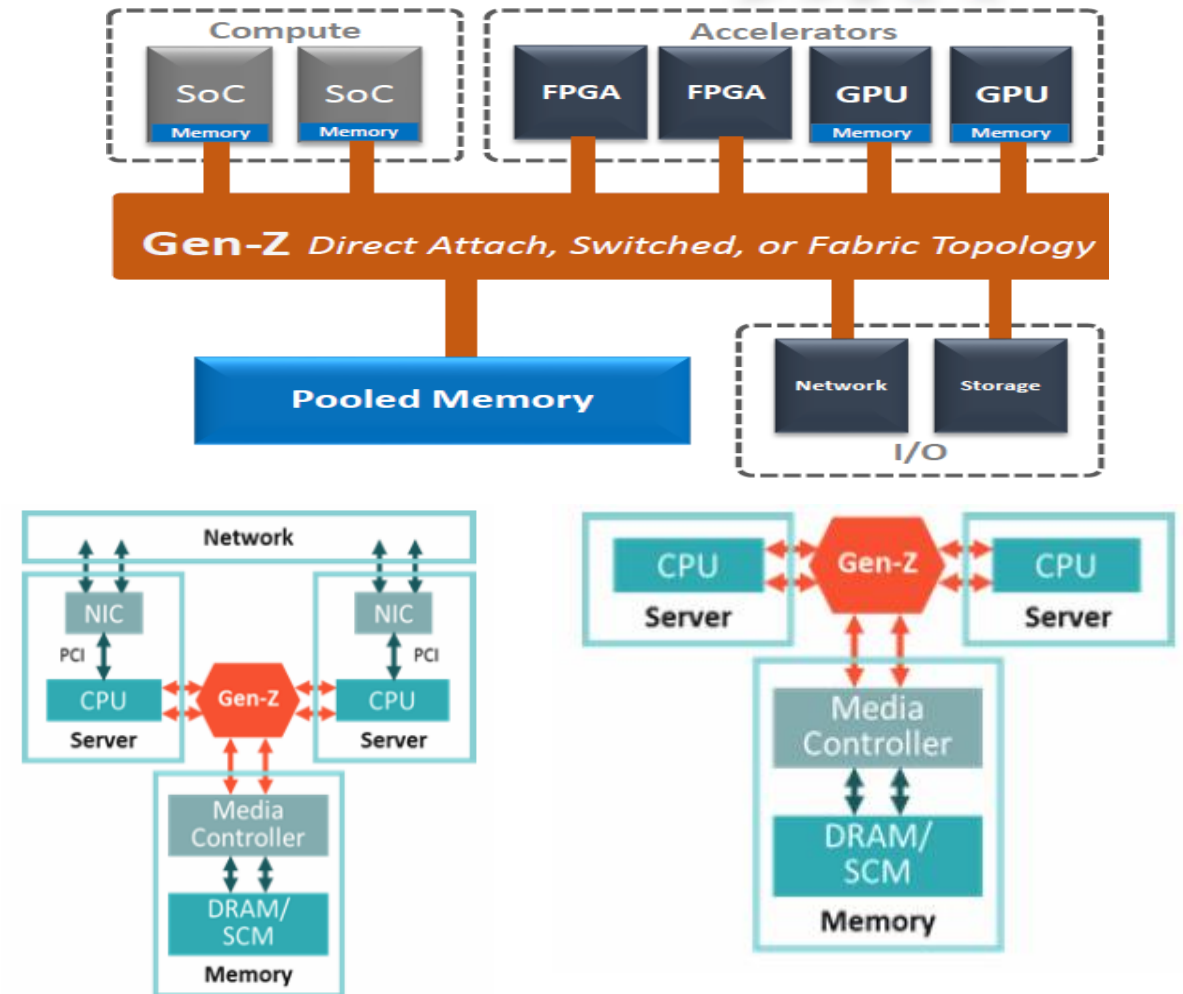 Compute
Accelerators
SoC
Memory
SoC
Memory
FPGA
FPGA
GPU
Memory
GPU
Memory
Gen-Z Direct Attach, Switched, or Fabric Topology
Pooled Memory
Network
Storage
I/O
Network
NIC
PCI
CPU
Server
Gen-Z
NIC
PCI
CPU
Server
Media
Controller
DRAM/
SCM
Memory
CPU
Server
Gen-Z
CPU
Server
Media
Controller
DRAM/
SCM
Memory